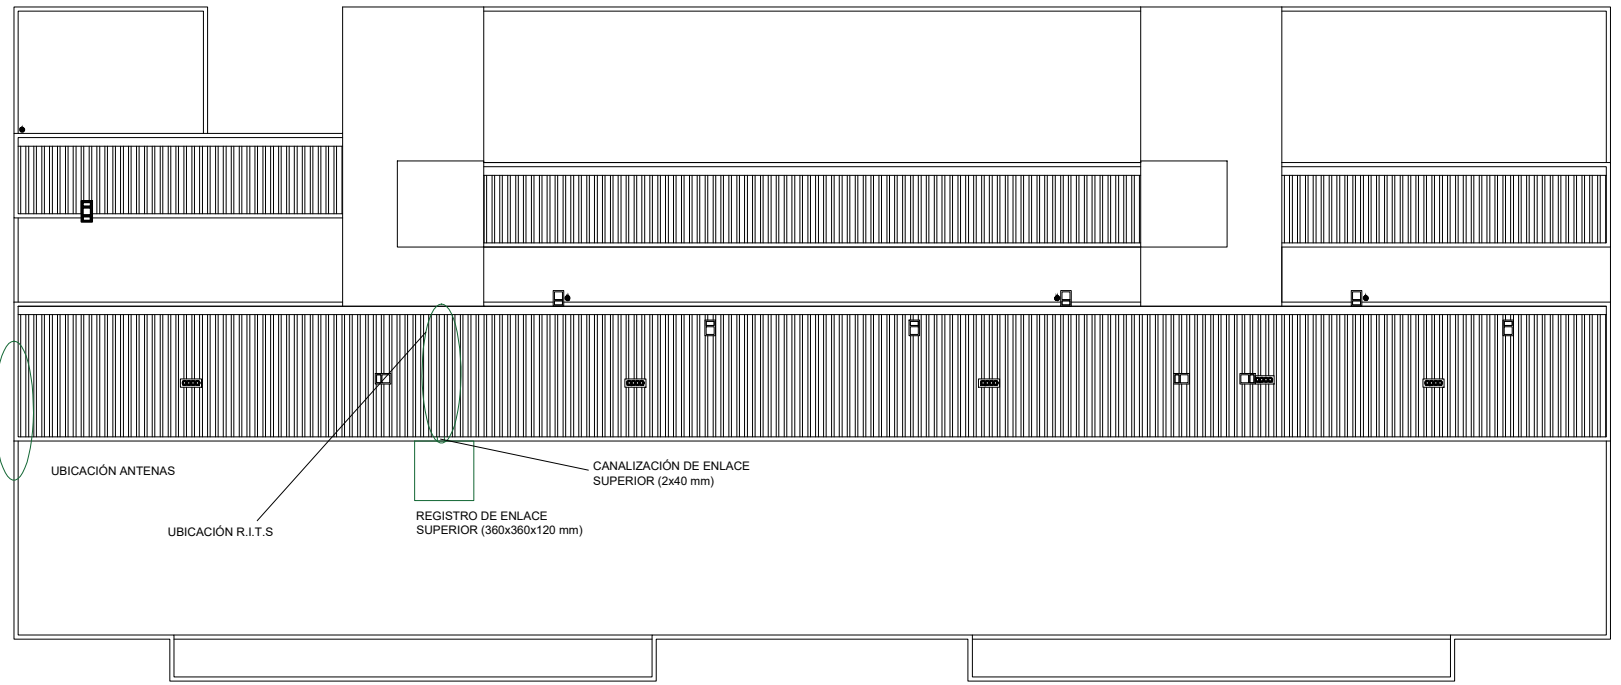 UBICACIÓN ANTENAS
CANALIZACIÓN DE ENLACE
SUPERIOR (2x40 mm)
REGISTRO DE ENLACE
SUPERIOR (360x360x120 mm)
UBICACIÓN R.I.T.S